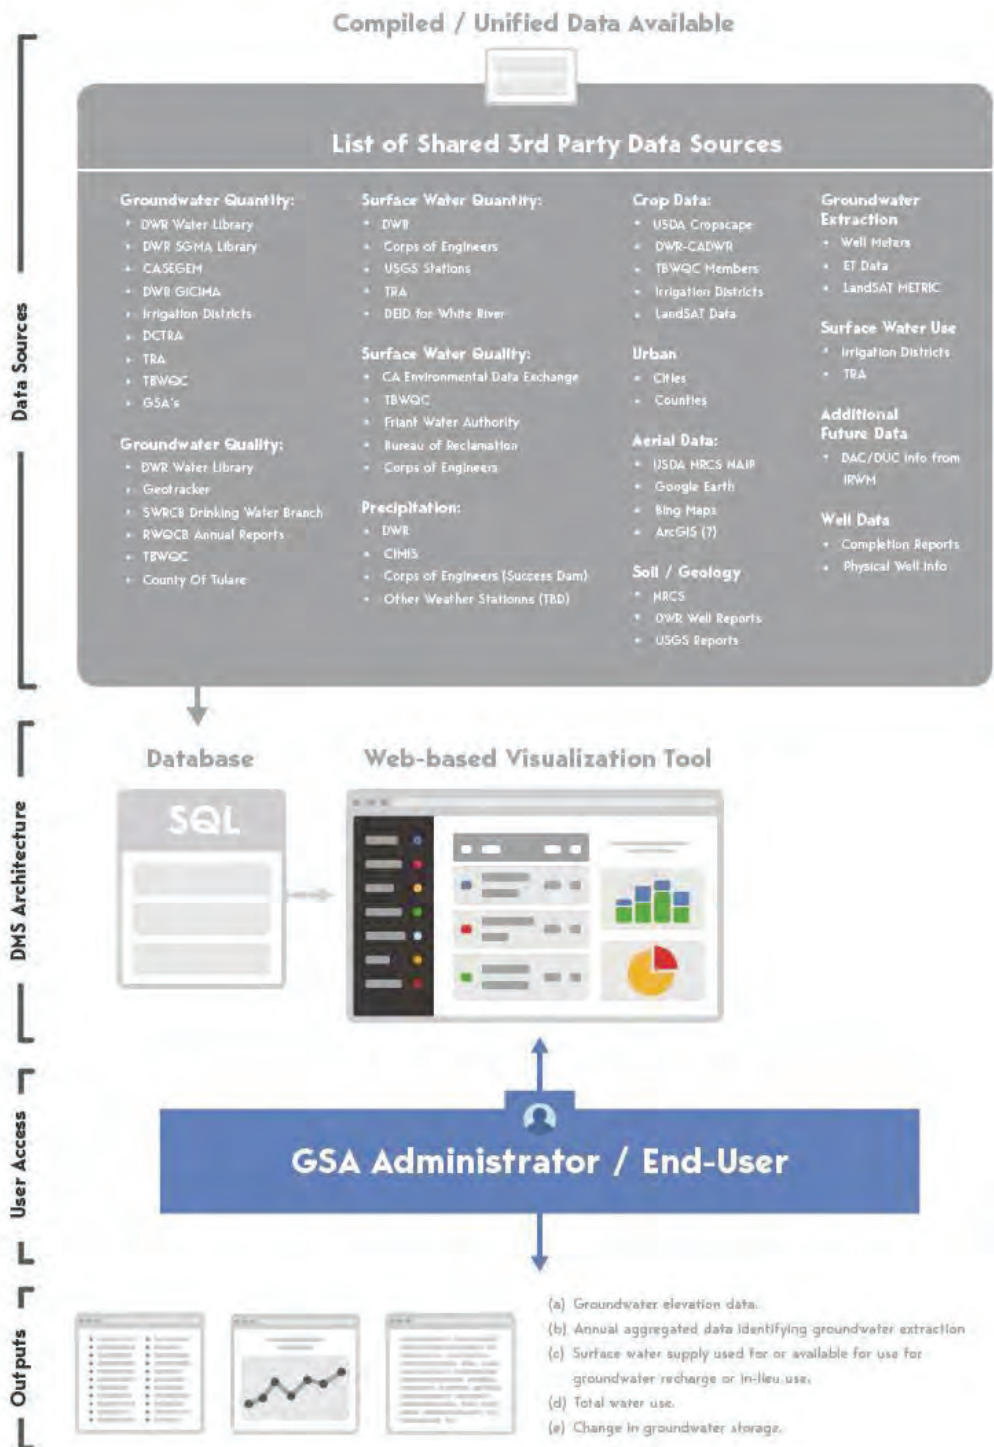 Compiled / Unified Data Available
List of Shared 3rd Party Data Sources
Groundwater Quantity:
DWR Water Library
DWR SGMA Library
CASEGEM
DWR GICIMA
Irrigation Districts
DCTRA
TRA
TBWQC
GSA's
Groundwater Quality:
DWR Water Library
Geotracker
SWRCB Drinking Water Branch
RWQCB Annual Reports
TBWQC
County Of Tulare
Surface Water Quantity:
DWR
Corps of Engineers
USGS Stations
TRA
DEID for White River
Surface Water Quality:
CA Environmental Data Exchange
TBWQC
Friant Water Authority
Bureau of Reclamation
Corps of Engineers
Precipitation:
DWR
CIMIS
Corps of Engineers (Success Dam)
Other Weather Stationns (TBD)
Crop Data:
USDA Cropscape
DWR-CADWR
TBWQC Members
Irrigation Districts
LandSAT Data
Urban
Cities
Counties
Aerial Data:
USDA NRCS NAIP
Google Earth
Bing Maps
ArcGIS (?)
Soil / Geology
NRCS
DWR Well Reports
USGS Reports
Groundwater
Extraction
Well Meters
ET Data
LandSAT METRIC
Surface Water Use
Irrigation Districts
TRA
Additional
Future Data
DAC/DUC info from
IRWM
Well Data
Completion Reports
Physical Well Info
Data Sources
Database
Web-based Visualization Tool
SQL
DMS Architecture
GSA Administrator / End-User
User Access
(a) Groundwater elevation data.
(b) Annual aggregated data identifying groundwater extraction
(c) Surface water supply used for or available for use for
groundwater recharge or in-lieu use.
(d) Total water use.
(e) Change in groundwater storage.
Outputs